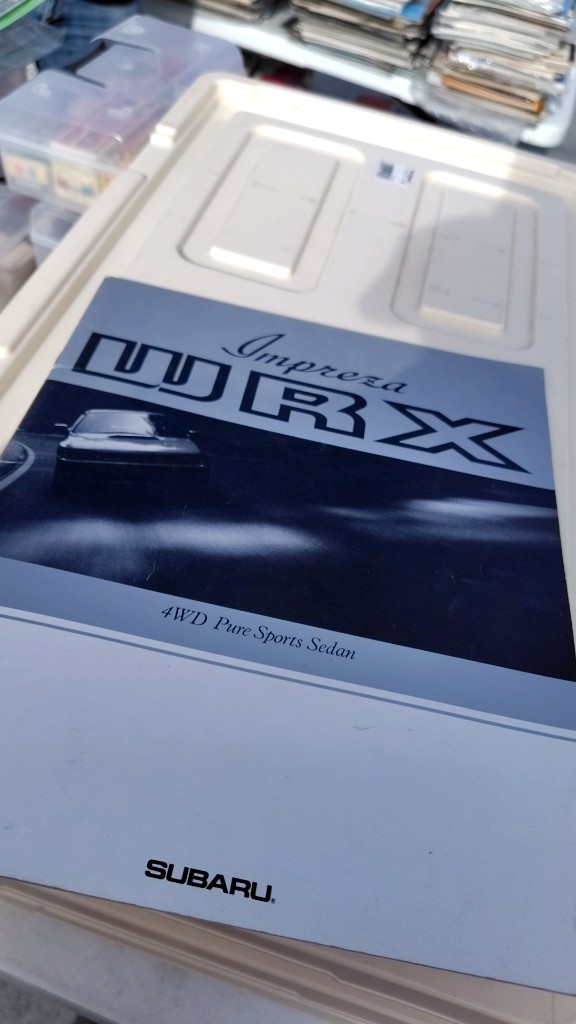 Impreza
WRX
4WD Pure Sports Sedan
SUBARU®